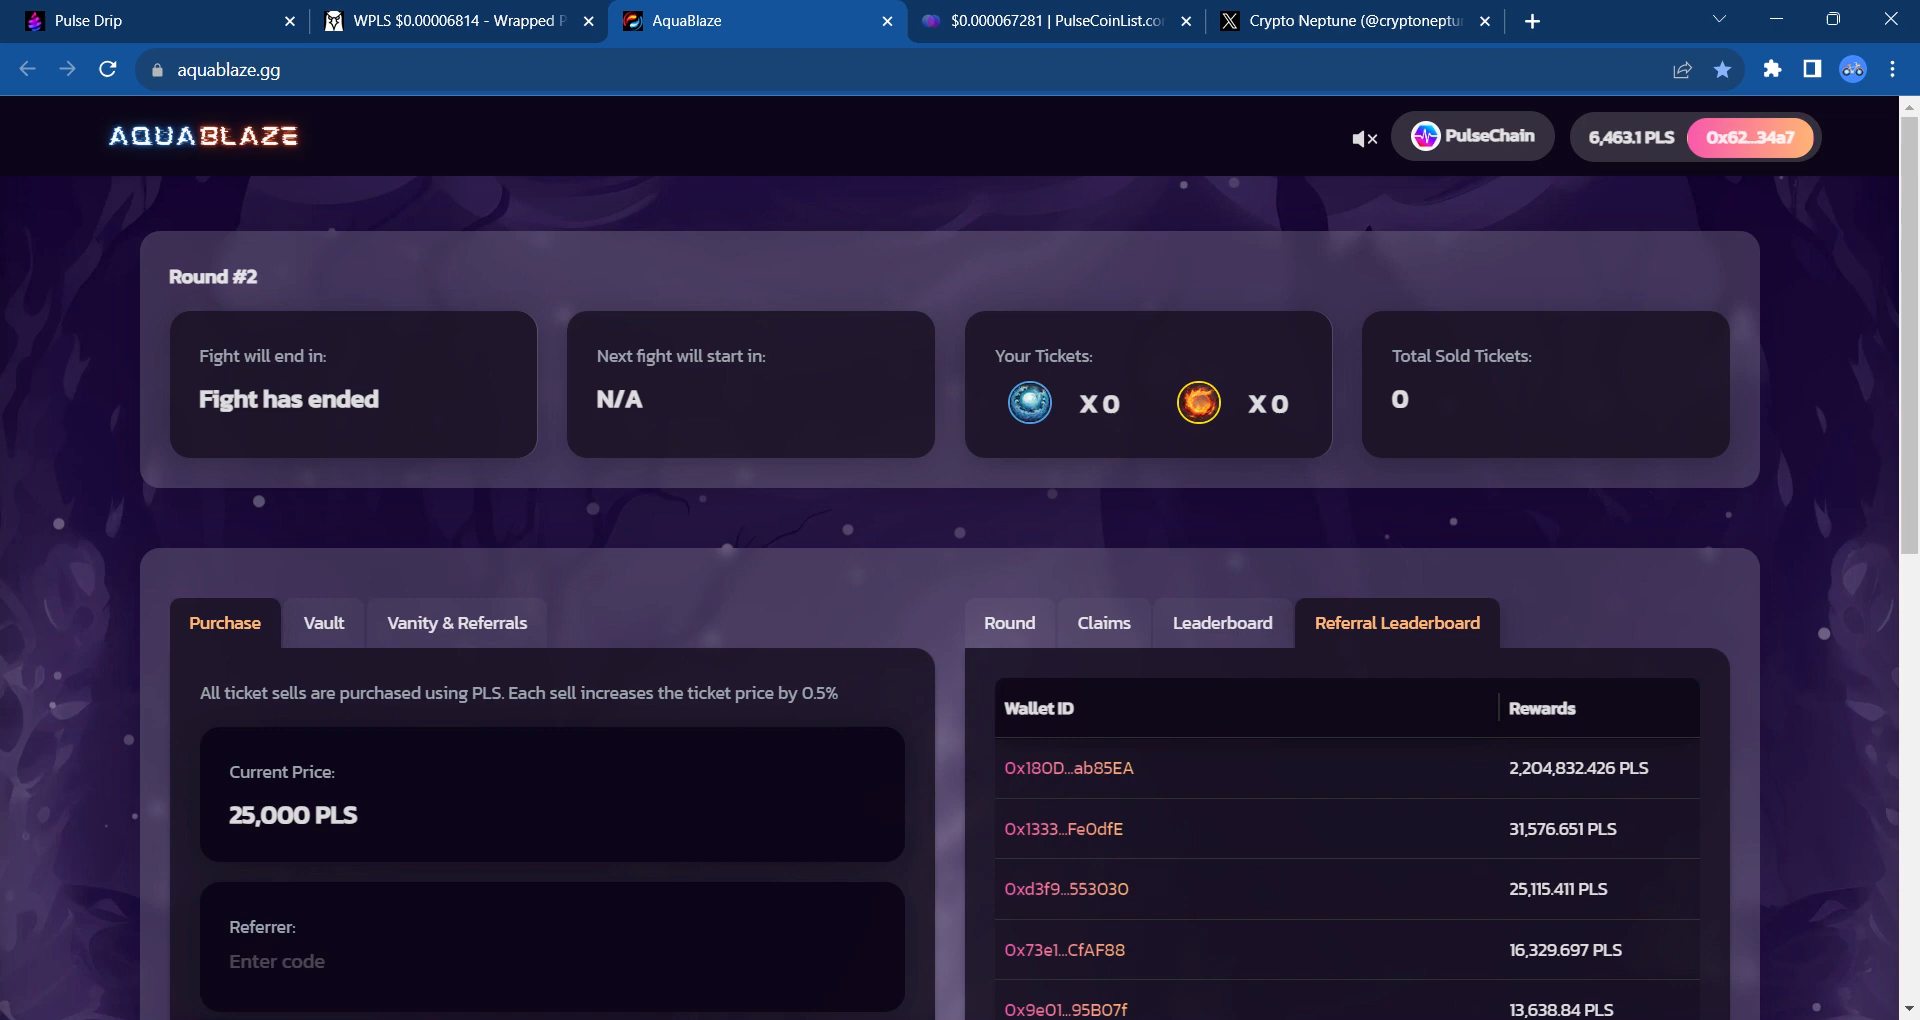 Pulse Drip
WPLS $0.00006814 - Wrapped P
AquaBlaze
$0.000067281 | PulseCoinList.co
Crypto Neptune (@cryptoneptu
aquablaze.gg
AQUABLAZE
PulseChain
6,463.1 PLS
0x62...34a7
Round #2
Fight will end in:
Fight has ended
Next fight will start in:
N/A
Your Tickets:
X 0
X 0
Total Sold Tickets:
0
Purchase
Vault
Vanity & Referrals
All ticket sells are purchased using PLS. Each sell increases the ticket price by 0.5%
Current Price:
25,000 PLS
Referrer:
Enter code
Round
Claims
Leaderboard
Referral Leaderboard
Wallet ID
Rewards
0x180D...ab85EA
2,204,832.426 PLS
0x1333...Fe0dfE
31,576.651 PLS
0xd3f9...553030
25,115.411 PLS
0x73e1...CfAF88
16,329.697 PLS
0x9e01...95B07f
13,638.84 PLS